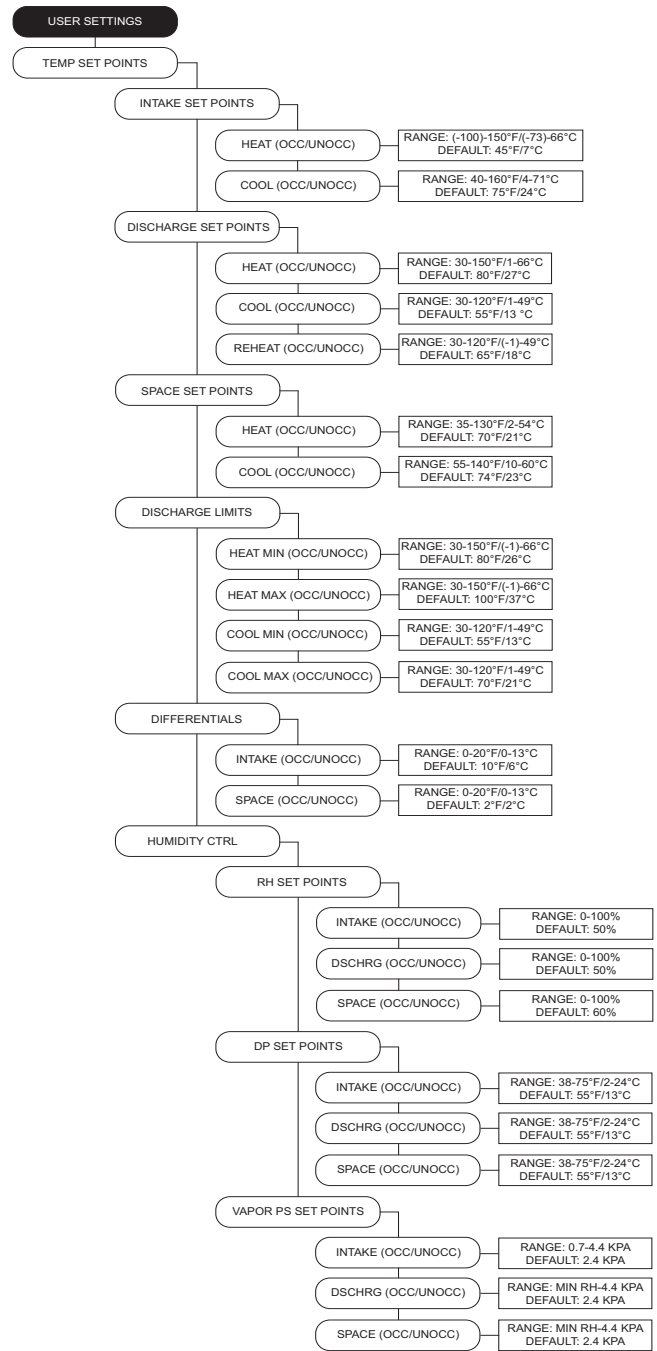 USER SETTINGS
TEMP SET POINTS
INTAKE SET POINTS
HEAT (OCC/UNOCC)
RANGE: (-100)-150°F/(-73)-66°C
DEFAULT: 45°F/7°C
COOL (OCC/UNOCC)
RANGE: 40-160°F/4-71°C
DEFAULT: 75°F/24°C
DISCHARGE SET POINTS
HEAT (OCC/UNOCC)
RANGE: 30-150°F/1-66°C
DEFAULT: 80°F/27°C
COOL (OCC/UNOCC)
RANGE: 30-120°F/1-49°C
DEFAULT: 55°F/13 °C
REHEAT (OCC/UNOCC)
RANGE: 30-120°F/(-1)-49°C
DEFAULT: 65°F/18°C
SPACE SET POINTS
HEAT (OCC/UNOCC)
RANGE: 35-130°F/2-54°C
DEFAULT: 70°F/21°C
COOL (OCC/UNOCC)
RANGE: 55-140°F/10-60°C
DEFAULT: 74°F/23°C
DISCHARGE LIMITS
HEAT MIN (OCC/UNOCC)
RANGE: 30-150°F/(-1)-66°C
DEFAULT: 80°F/26°C
HEAT MAX (OCC/UNOCC)
RANGE: 30-150°F/(-1)-66°C
DEFAULT: 100°F/37°C
COOL MIN (OCC/UNOCC)
RANGE: 30-120°F/1-49°C
DEFAULT: 55°F/13°C
COOL MAX (OCC/UNOCC)
RANGE: 30-120°F/1-49°C
DEFAULT: 70°F/21°C
DIFFERENTIALS
INTAKE (OCC/UNOCC)
RANGE: 0-20°F/0-13°C
DEFAULT: 10°F/6°C
SPACE (OCC/UNOCC)
RANGE: 0-20°F/0-13°C
DEFAULT: 2°F/2°C
HUMIDITY CTRL
RH SET POINTS
INTAKE (OCC/UNOCC)
RANGE: 0-100%
DEFAULT: 50%
DSCHRG (OCC/UNOCC)
RANGE: 0-100%
DEFAULT: 50%
SPACE (OCC/UNOCC)
RANGE: 0-100%
DEFAULT: 60%
DP SET POINTS
INTAKE (OCC/UNOCC)
RANGE: 38-75°F/2-24°C
DEFAULT: 55°F/13°C
DSCHRG (OCC/UNOCC)
RANGE: 38-75°F/2-24°C
DEFAULT: 55°F/13°C
SPACE (OCC/UNOCC)
RANGE: 38-75°F/2-24°C
DEFAULT: 55°F/13°C
VAPOR PS SET POINTS
INTAKE (OCC/UNOCC)
RANGE: 0.7-4.4 KPA
DEFAULT: 2.4 KPA
DSCHRG (OCC/UNOCC)
RANGE: MIN RH-4.4 KPA
DEFAULT: 2.4 KPA
SPACE (OCC/UNOCC)
RANGE: MIN RH-4.4 KPA
DEFAULT: 2.4 KPA